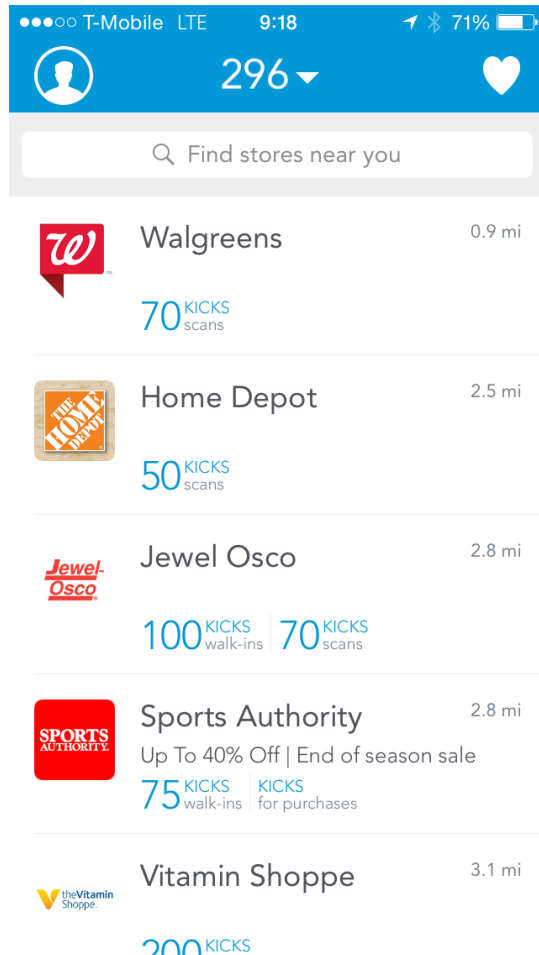 T-Mobile LTE 9:18 71%
296
Find stores near you
W
Walgreens 0.9 mi
70 KICKS
scans
THE
HOME
DEPOT
Home Depot 2.5 mi
50 KICKS
scans
Jewel-
Osco
Jewel Osco 2.8 mi
100 KICKS 70 KICKS
walk-ins scans
SPORTS
AUTHORITY.
Sports Authority 2.8 mi
Up To 40% Off | End of season sale
75 KICKS KICKS
walk-ins for purchases
theVitamin
Shoppe.
Vitamin Shoppe 3.1 mi
200 KICKS